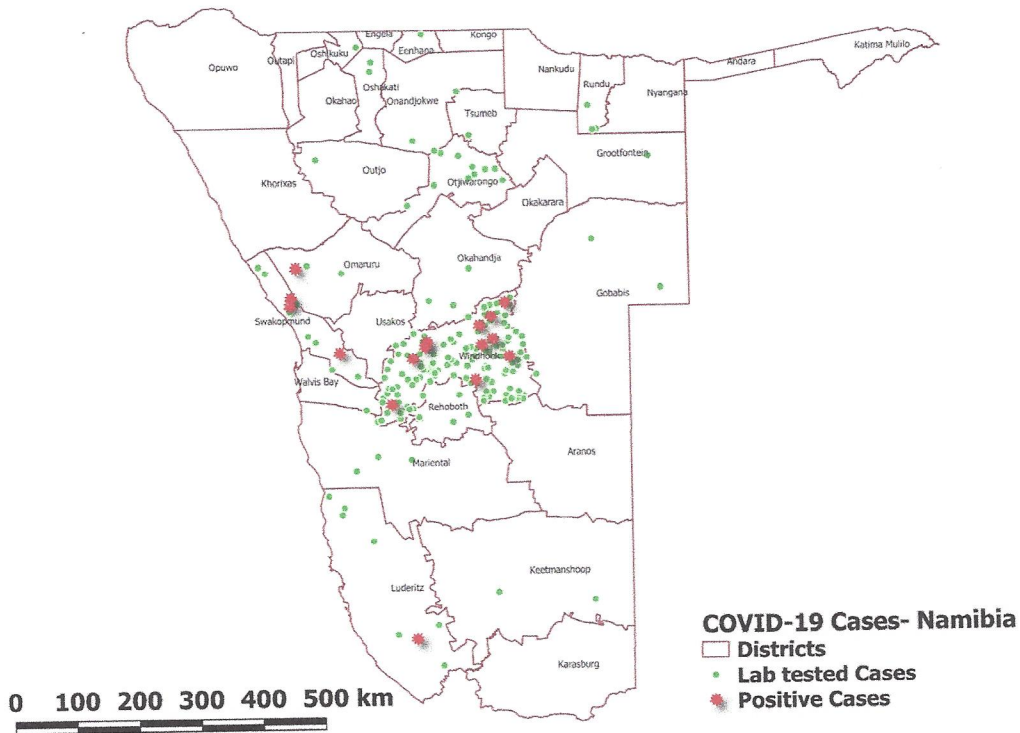 Engela
Kongo
Oshikuku
Eenhana
Katima Mulilo
Opuwo
Outapi
Nankudu
Andara
Rundu
Oshakati
Nyangana
Okahao
Onandjokwe
Tsumeb
Grootfontein
Outjo
Khorixas
Otjiwarongo
Okakarara
Omaruru
Okahandja
Gobabis
Swakopmund
Usakos
Windhoek
Walvis Bay
Rehoboth
Mariental
Aranos
Keetmanshoop
Luderitz
Karasburg
COVID-19 Cases- Namibia
Districts
Lab tested Cases
Positive Cases
0 100 200 300 400 500 km